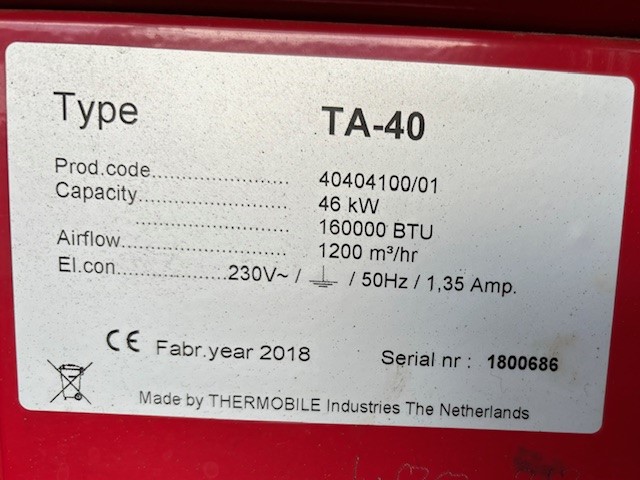 Type TA-40
Prod.code........................ 40404100/01
Capacity.......................... 46 kW
.......................... 160000 BTU
Airflow............................ 1200 m³/hr
El.con....................230V~ / ⏚ / 50Hz / 1,35 Amp.
CE Fabr.year 2018 Serial nr : 1800686
Made by THERMOBILE Industries The Netherlands